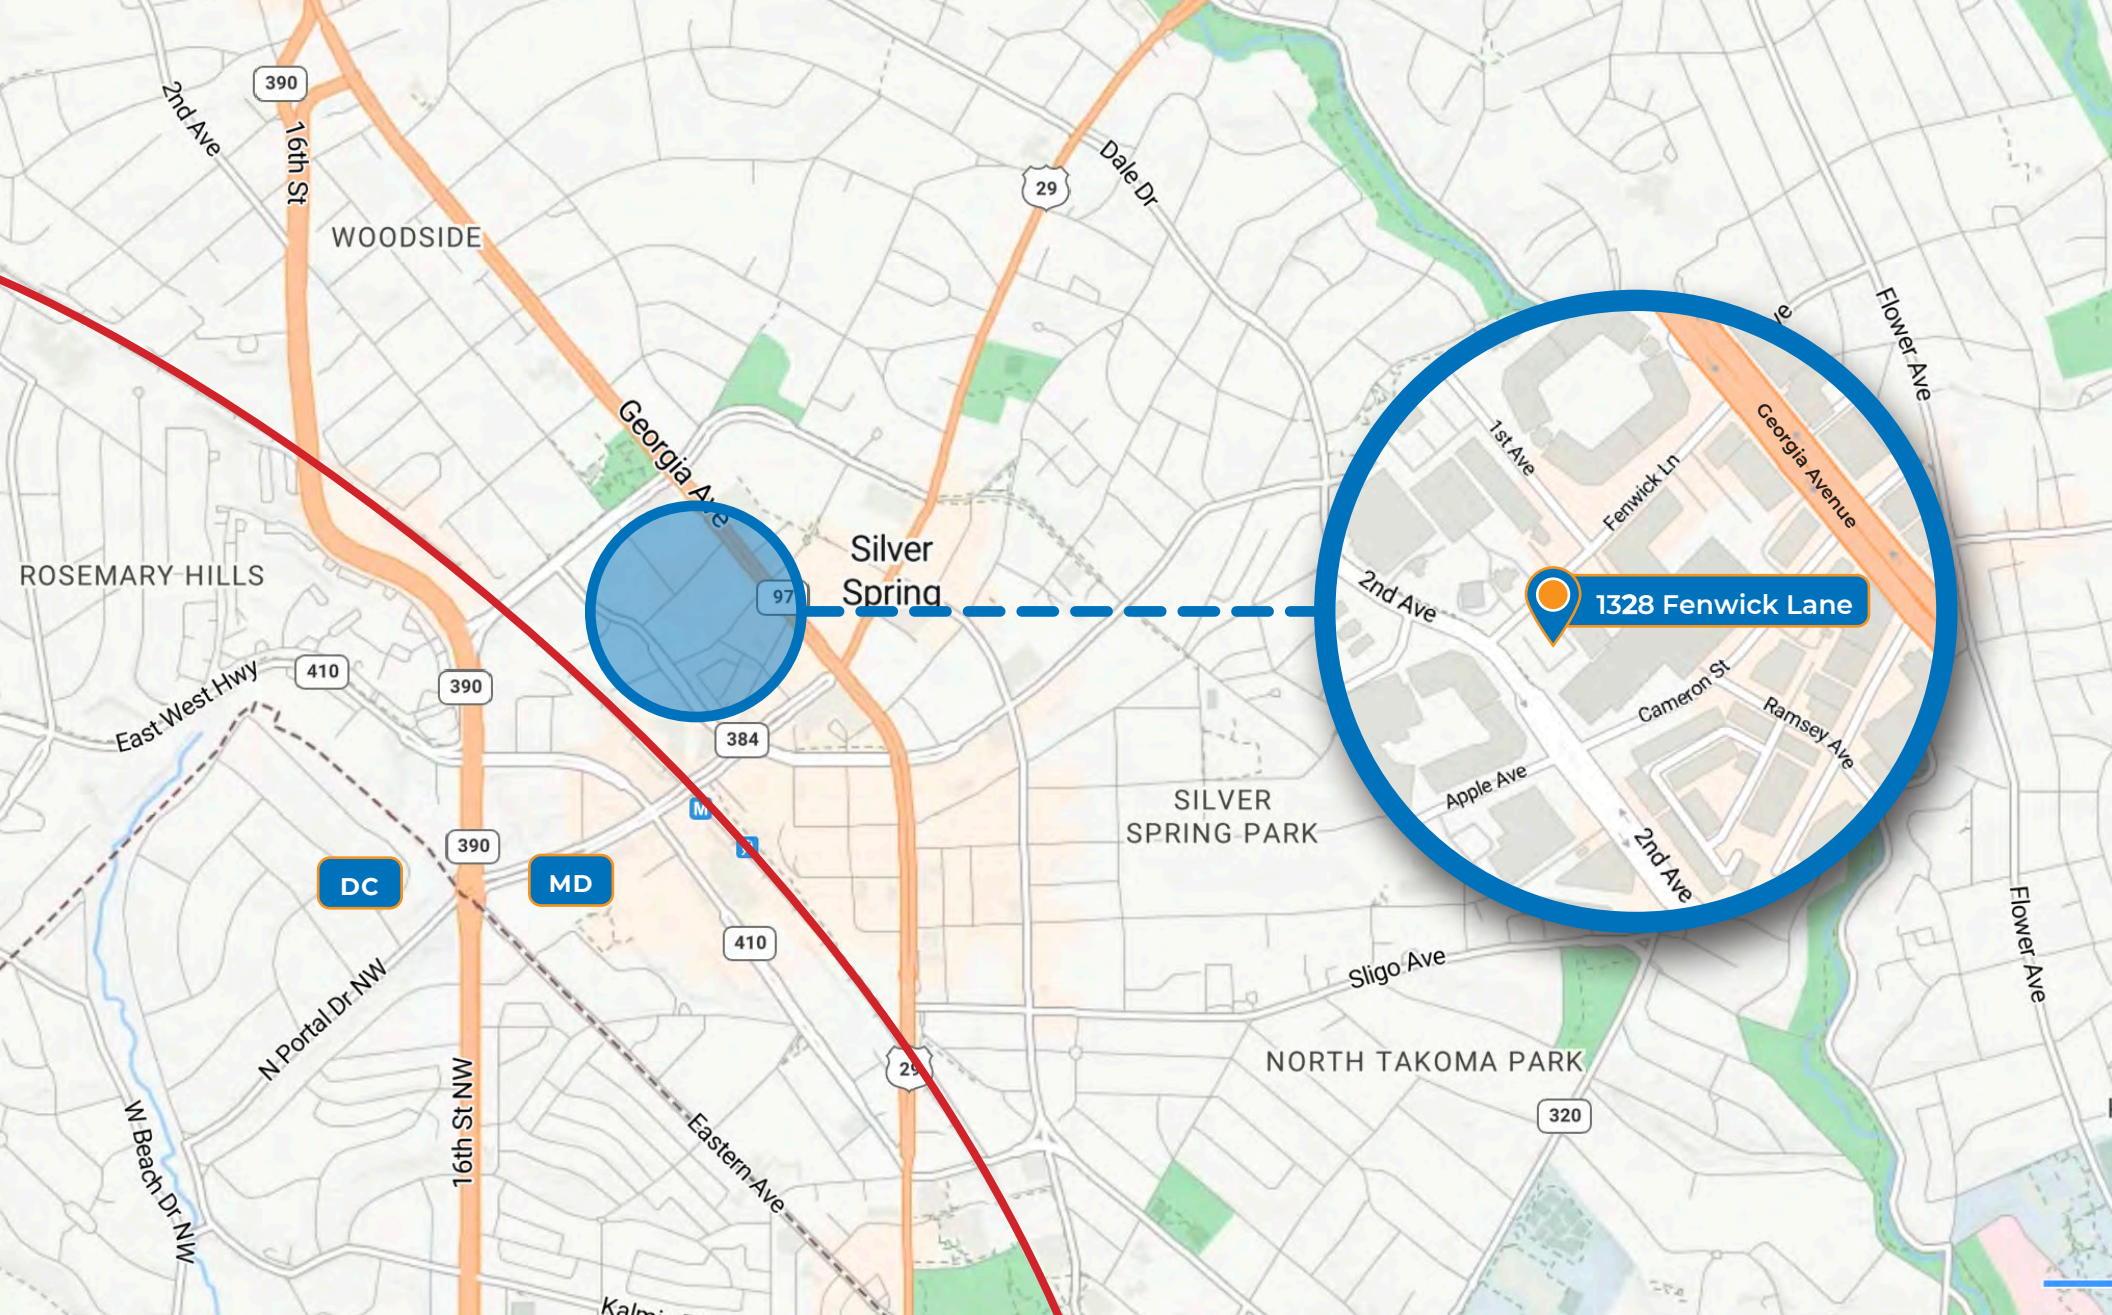 390
2nd Ave
16th St
29
Dale Dr
WOODSIDE
Flower Ave
Georgia Ave
Georgia Avenue
1st Ave
Fenwick Ln
Silver
Spring
97
ROSEMARY HILLS
2nd Ave
1328 Fenwick Lane
410
390
East West Hwy
384
Cameron St
Ramsey Ave
Apple Ave
M
SILVER
SPRING PARK
390
DC
MD
2nd Ave
410
Sligo Ave
Flower Ave
N Portal Dr NW
29
NORTH TAKOMA PARK
320
16th St NW
W Beach Dr NW
Eastern Ave